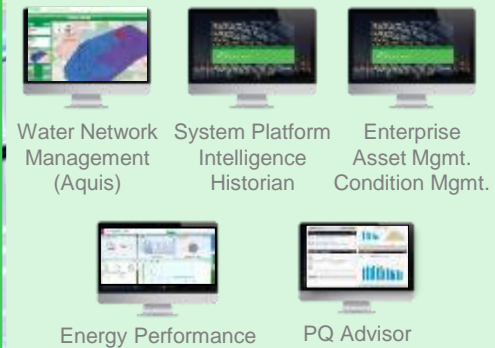 Water Network
Management
(Aquis)
System Platform
Intelligence
Historian
Enterprise
Asset Mgmt.
Condition Mgmt.
Energy Performance
PQ Advisor